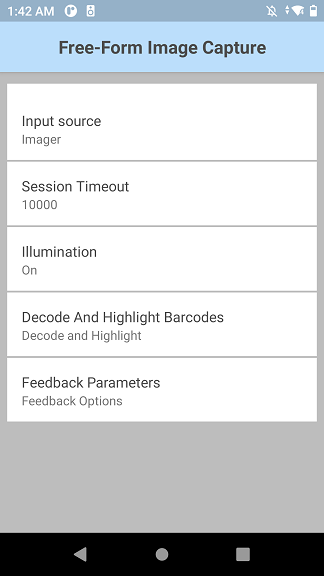 1:42 AM
Free-Form Image Capture
Input source
Imager
Session Timeout
10000
Illumination
On
Decode And Highlight Barcodes
Decode and Highlight
Feedback Parameters
Feedback Options